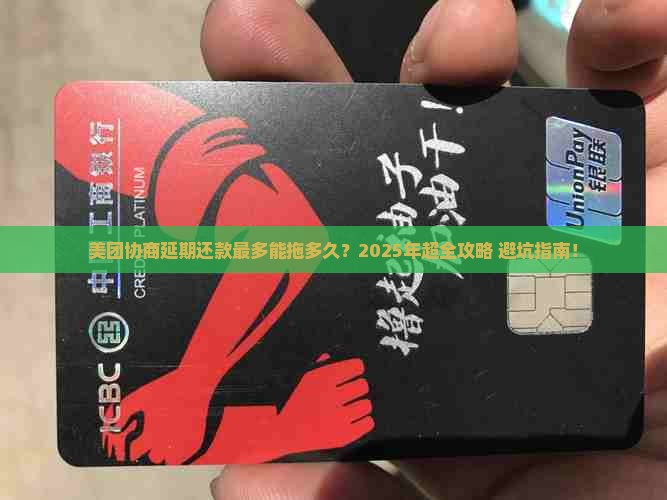 中国工商银行
CREDIT PLATINUM
ICBC
撸起袖子
加油干！
UnionPay
银联
美团协商延期还款最多能拖多久？2025年超全攻略 避坑指南！